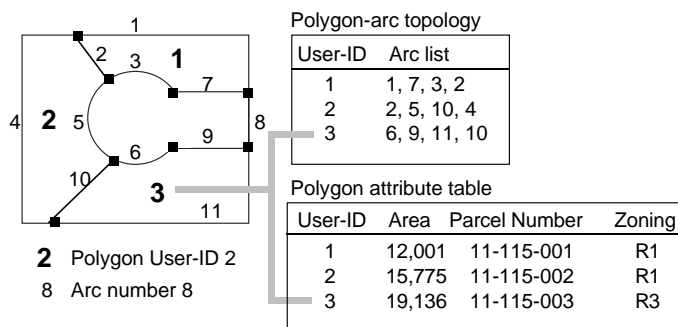 1
2
3
1
7
4
2
5
8
9
6
10
3
11
2 Polygon User-ID 2
8 Arc number 8
Polygon-arc topology
User-ID Arc list
1 1, 7, 3, 2
2 2, 5, 10, 4
3 6, 9, 11, 10
Polygon attribute table
User-ID Area Parcel Number Zoning
1 12,001 11-115-001 R1
2 15,775 11-115-002 R1
3 19,136 11-115-003 R3